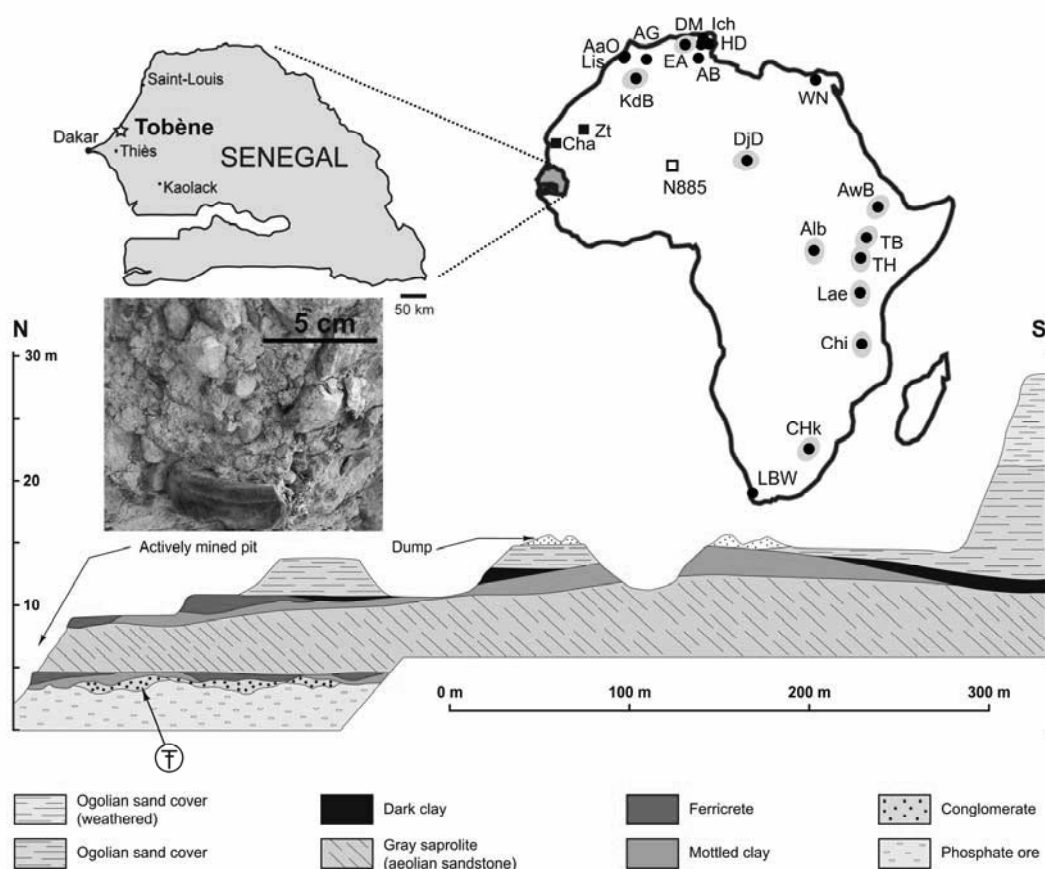 Saint-Louis
Tobène
Dakar
Thiès
SENEGAL
Kaolack
50 km
DM
Ich
AG
HD
AaO
Lis
EA
AB
KdB
WN
Zt
Cha
DjD
N885
AwB
Alb
TB
TH
Lae
Chi
CHk
LBW
N
S
5 cm
30 m
20
10
Actively mined pit
Dump
0 m
100 m
200 m
300 m
Ogolian sand cover
(weathered)
Dark clay
Ferricrete
Conglomerate
Ogolian sand cover
Gray saprolite
(aeolian sandstone)
Mottled clay
Phosphate ore